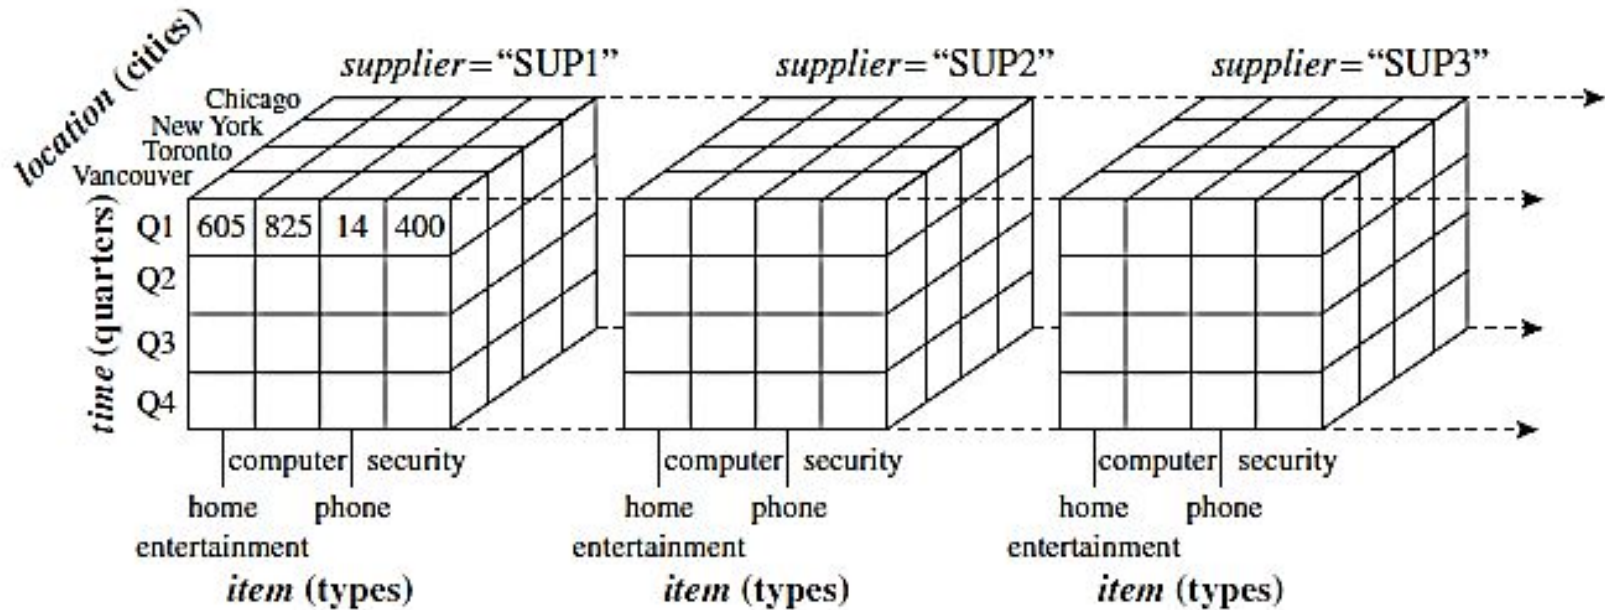 location (cities)
supplier="SUP1"
supplier="SUP2"
supplier="SUP3"
Chicago
New York
Toronto
Vancouver
time (quarters)
Q1 605 825 14 400
Q2
Q3
Q4
computer security
home phone
entertainment
item (types)
computer security
home phone
entertainment
item (types)
computer security
home phone
entertainment
item (types)